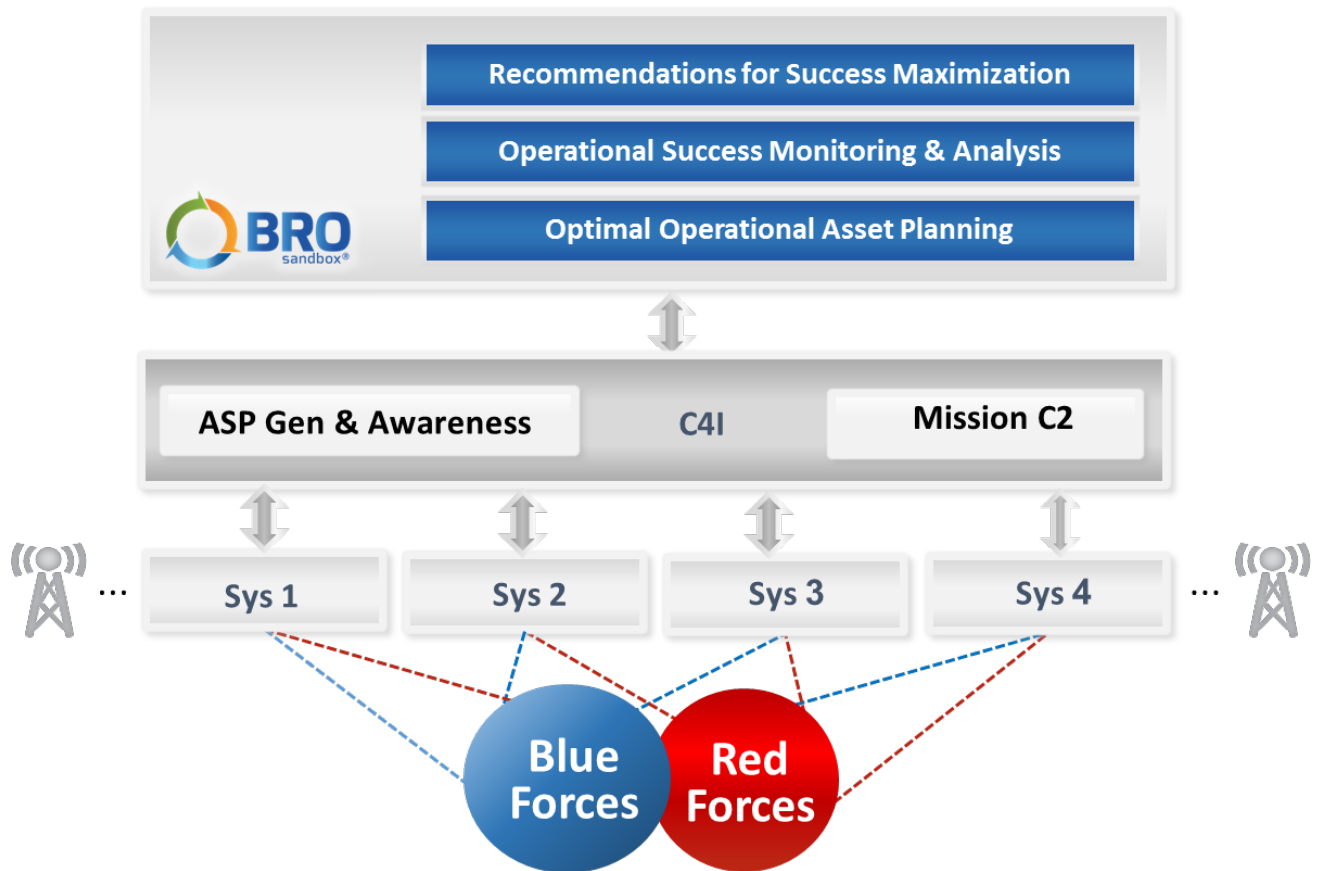 Recommendations for Success Maximization
Operational Success Monitoring & Analysis
Optimal Operational Asset Planning
BRO
sandbox®
ASP Gen & Awareness
C4I
Mission C2
...
Sys 1
Sys 2
Sys 3
Sys 4
...
Blue
Forces
Red
Forces